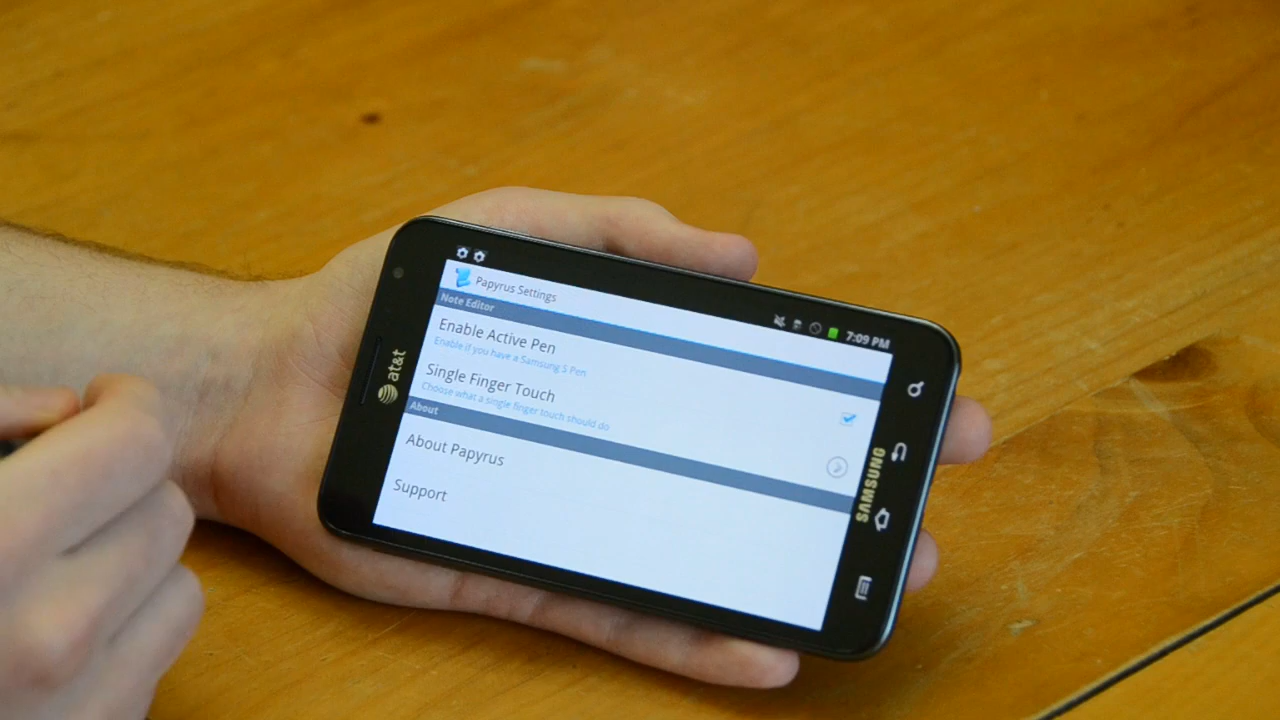 7:09 PM
Papyrus Settings
Note Editor
Enable Active Pen
Enable if you have a Samsung S Pen
Single Finger Touch
Choose what a single finger touch should do
About
About Papyrus
Support
at&t
SAMSUNG